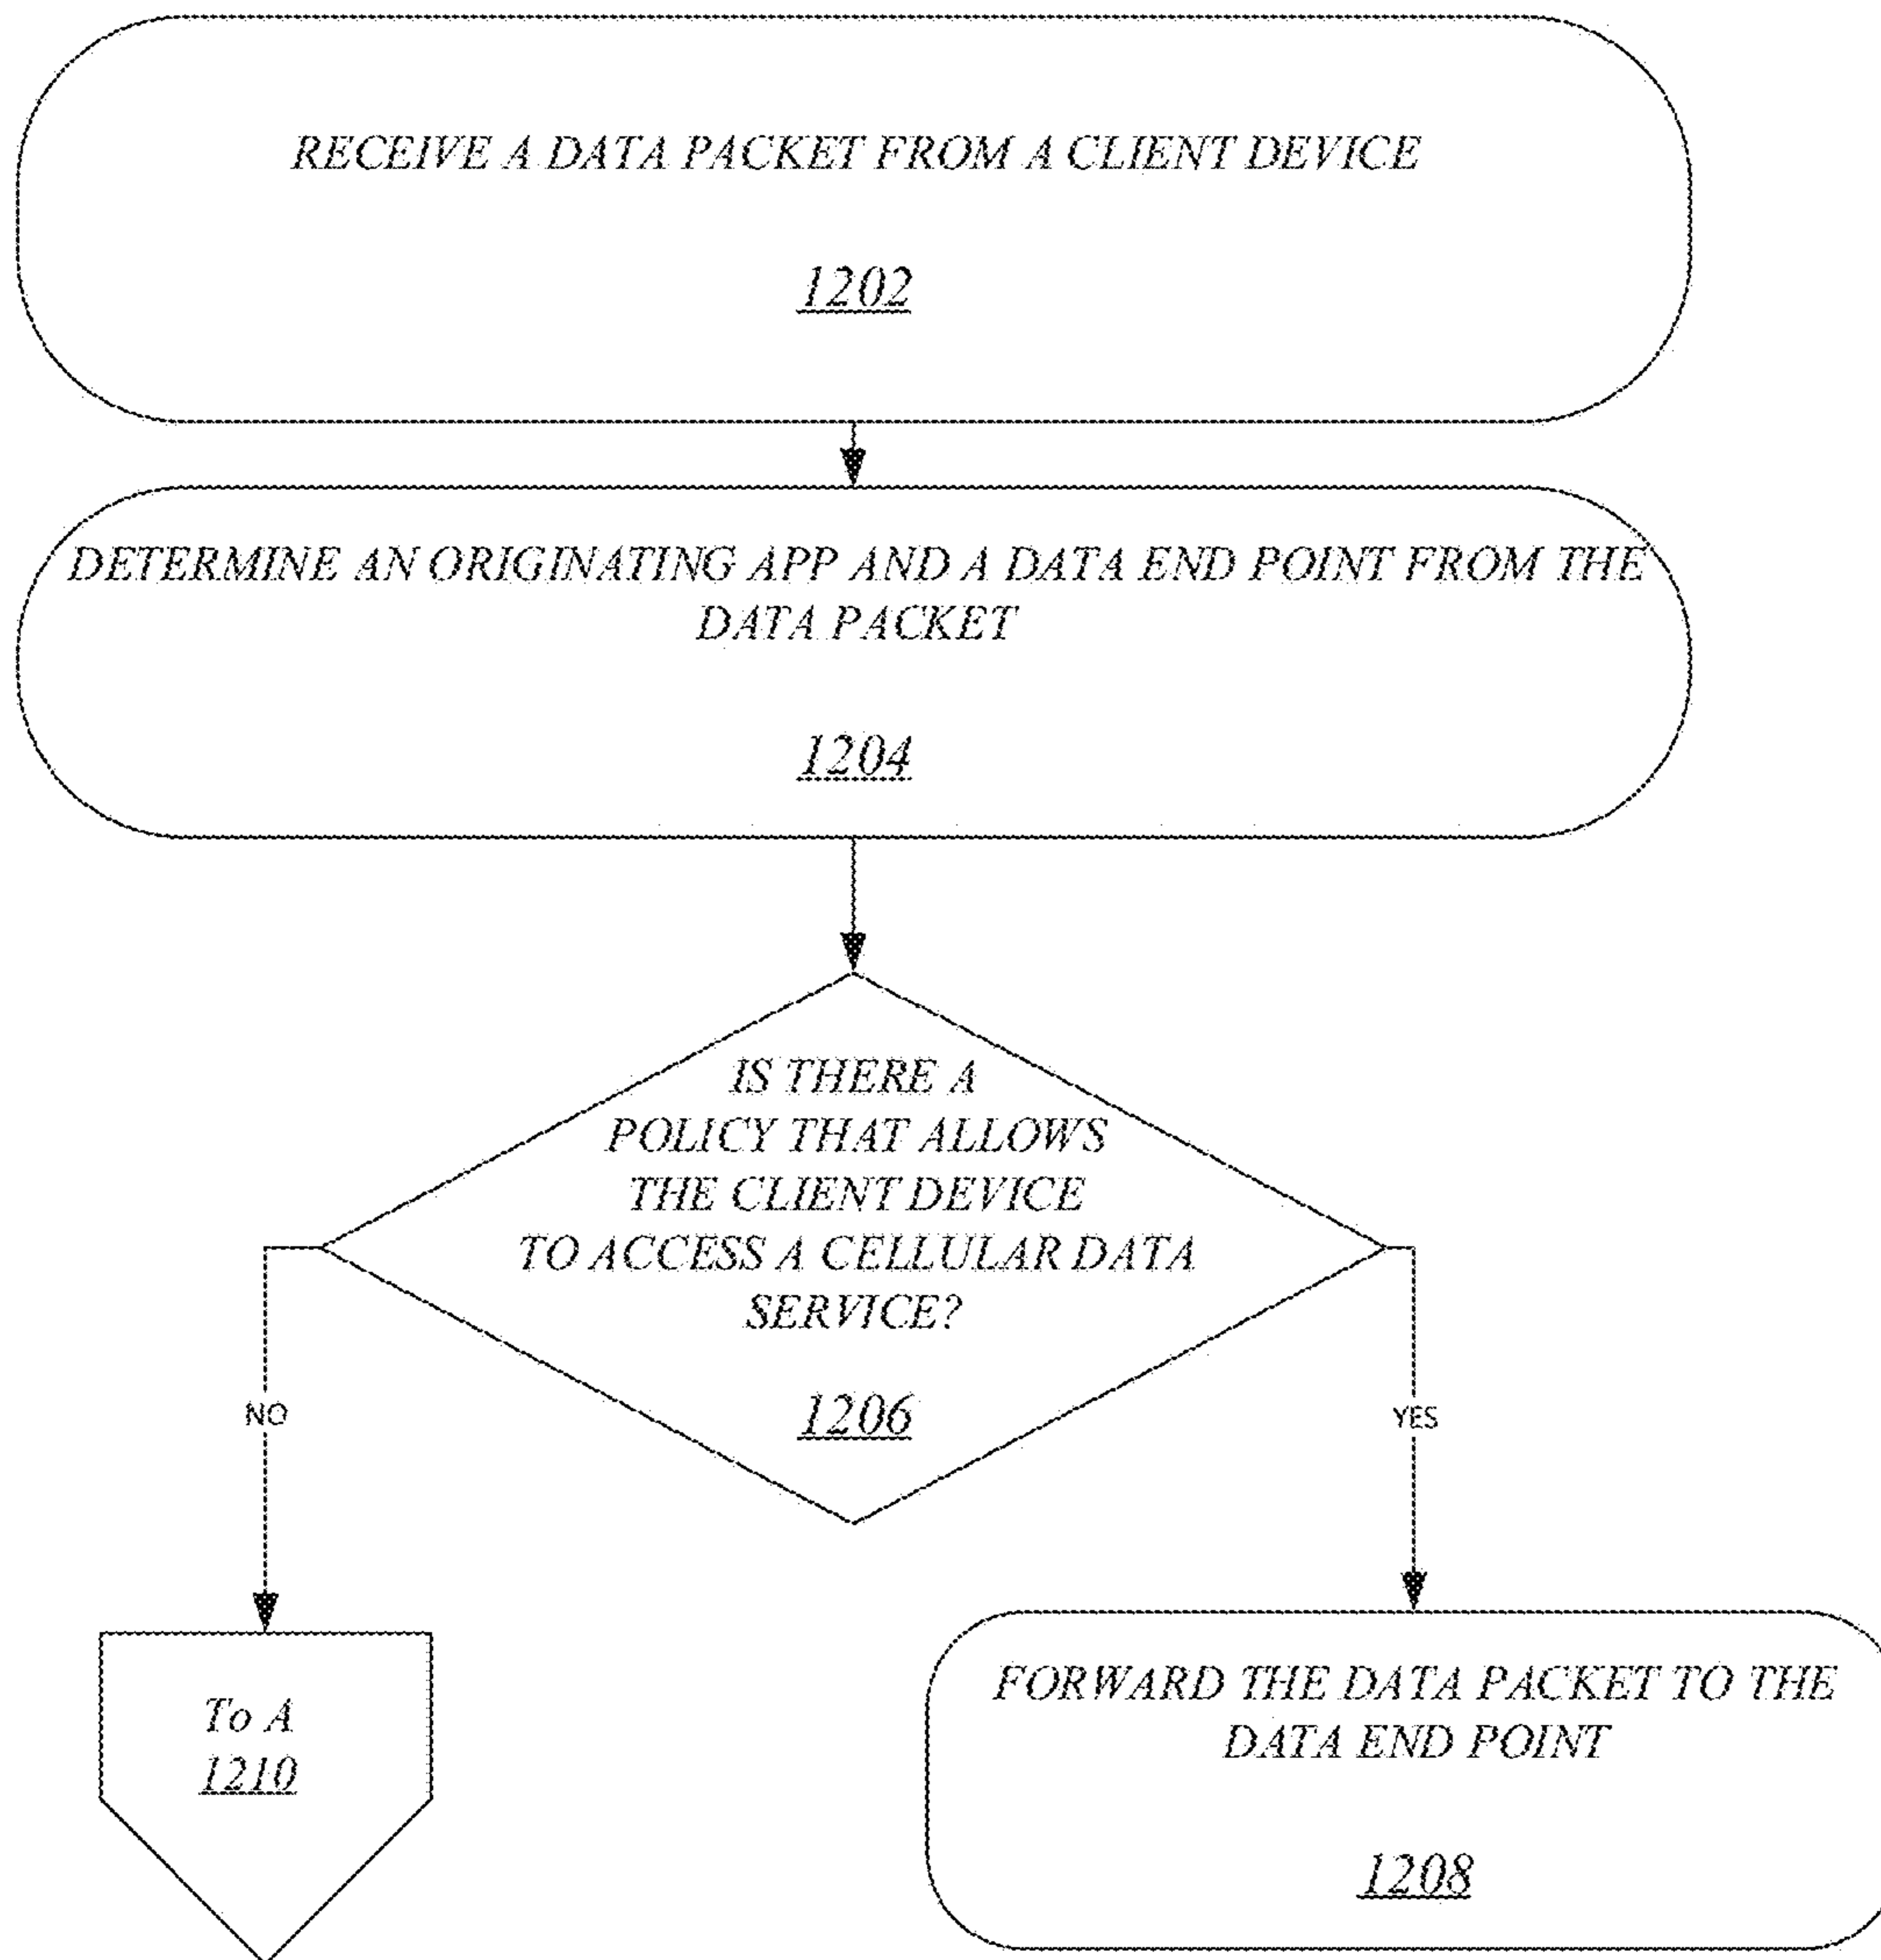 RECEIVE A DATA PACKET FROM A CLIENT DEVICE
1202
DETERMINE AN ORIGINATING APP AND A DATA END POINT FROM THE
DATA PACKET
1204
IS THERE A
POLICY THAT ALLOWS
THE CLIENT DEVICE
TO ACCESS A CELLULAR DATA
SERVICE?
1206
NO
YES
To A
1210
FORWARD THE DATA PACKET TO THE
DATA END POINT
1208